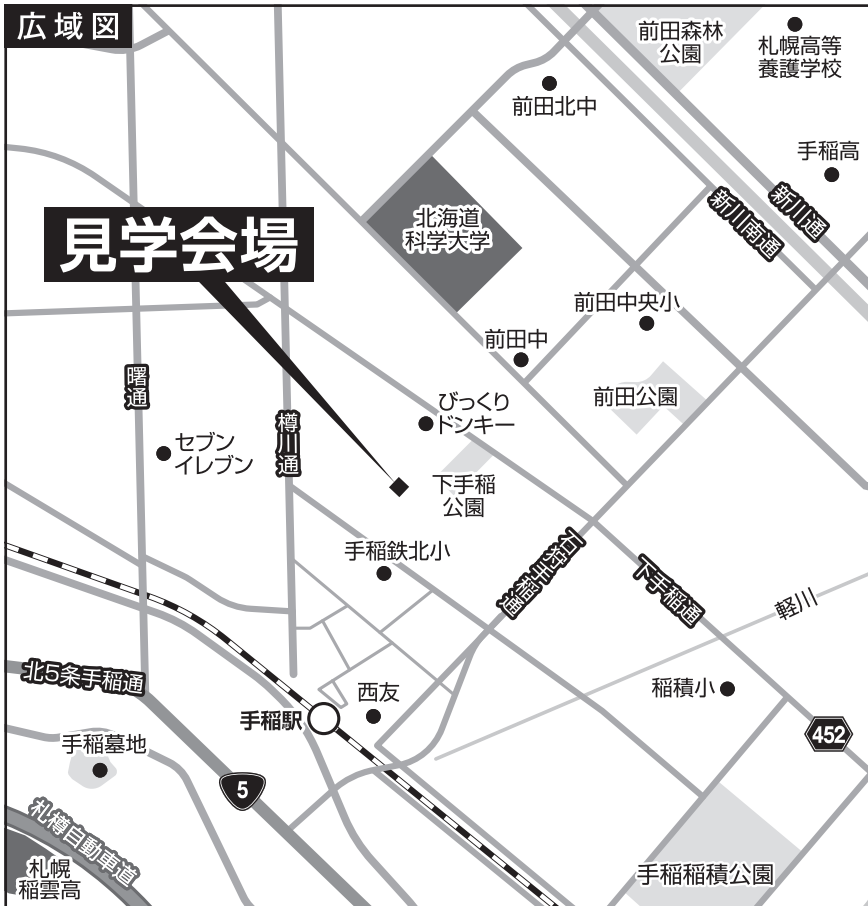 広域図
前田森林
公園
札幌高等
養護学校
前田北中
手稲高
北海道
科学大学
新川南通
新川通
見学会場
前田中央小
前田中
曙通
前田公園
びっくり
ドンキー
樽川通
セブン
イレブン
下手稲
公園
手稲鉄北小
石狩手稲通
下手稲通
軽川
北5条手稲通
西友
稲積小
手稲駅
452
手稲墓地
5
札樽自動車道
札幌
稲雲高
手稲稲積公園